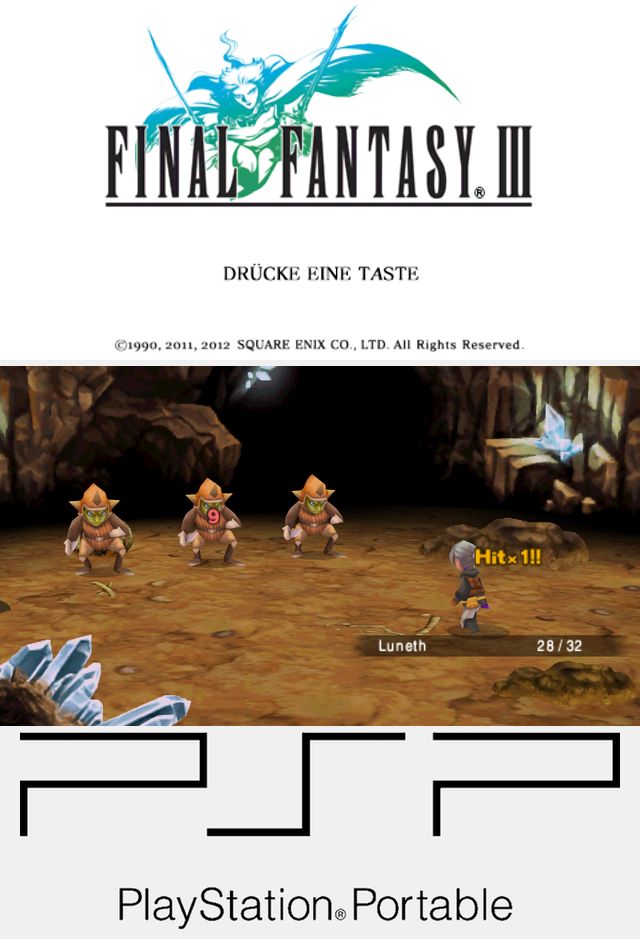 FINAL FANTASY® III
DRÜCKE EINE TASTE
©1990, 2011, 2012 SQUARE ENIX CO., LTD. All Rights Reserved.
9
Hit×1!!
Luneth 28/32
PSP
PlayStation®Portable